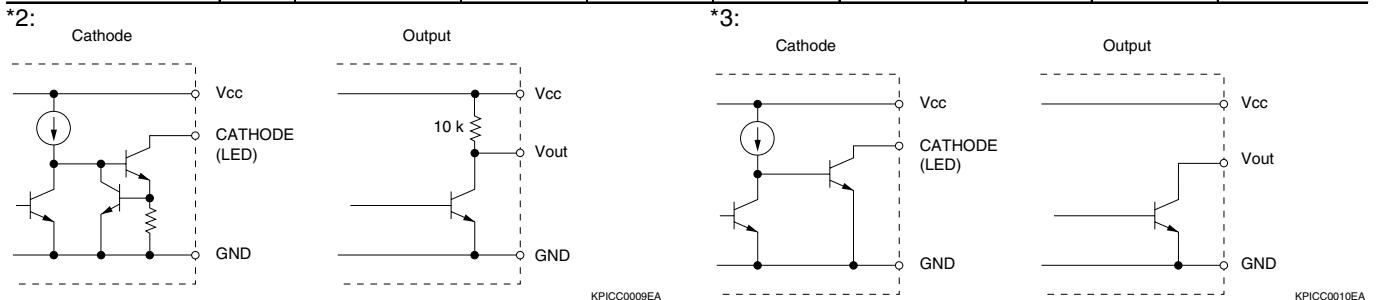 *2:
Cathode
Output
Vcc
CATHODE
(LED)
GND
Vcc
10 k
Vout
GND
KPICC0009EA
*3:
Cathode
Output
Vcc
CATHODE
(LED)
GND
Vcc
Vout
GND
KPICC0010EA